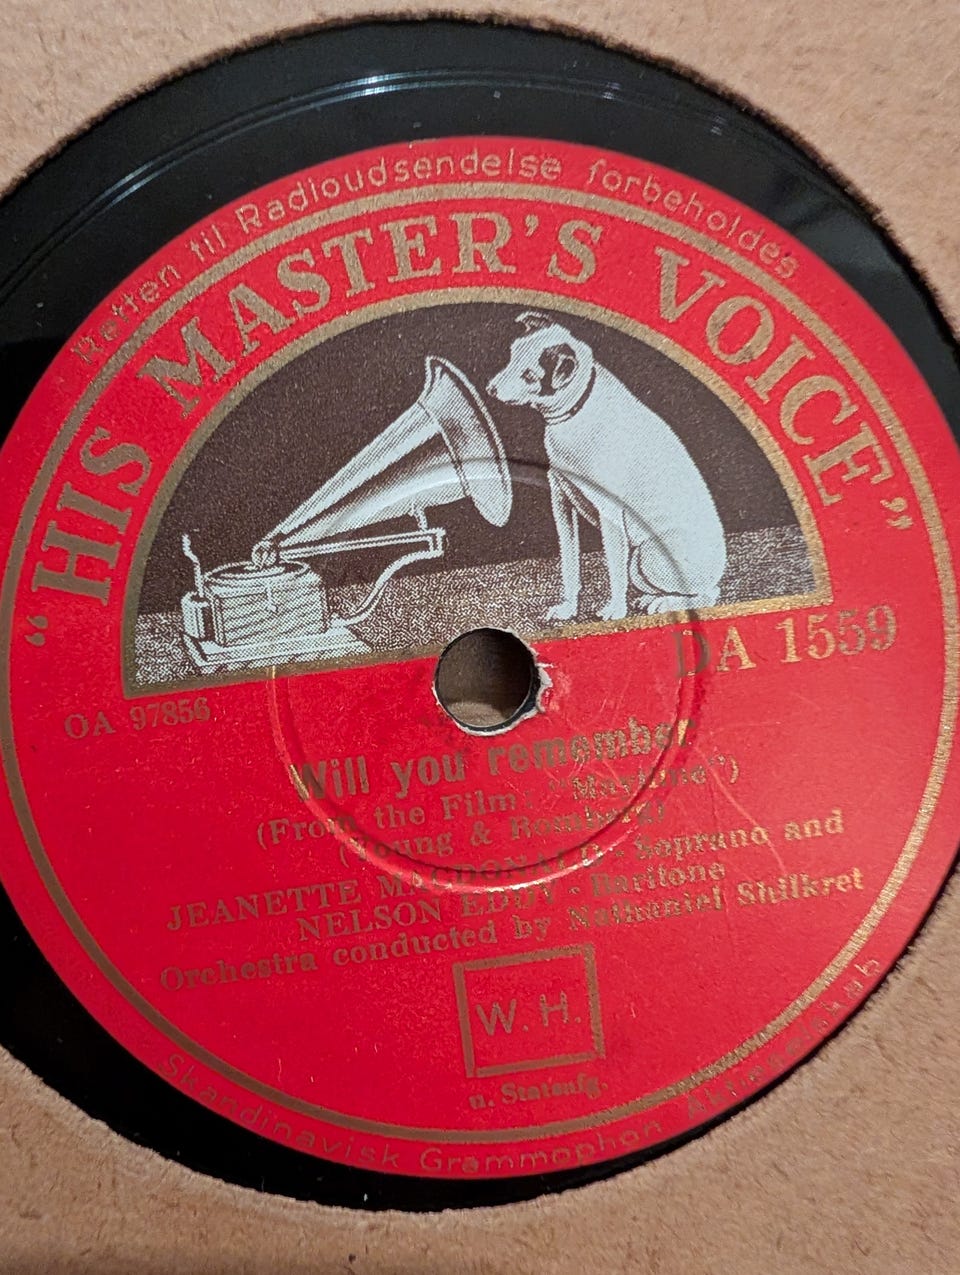 Retten til Radioudsendelse forbeholdes
"HIS MASTER'S VOICE"
DA 1559
OA 97856
Will you remember
(From the Film: "Maytime")
(Young & Romberg)
JEANETTE MACDONALD - Soprano and
NELSON EDDY - Baritone
Orchestra conducted by Nathaniel Shilkret
W. H.
u. Statsafg.
Skandinavisk Grammophon Aktieselskab